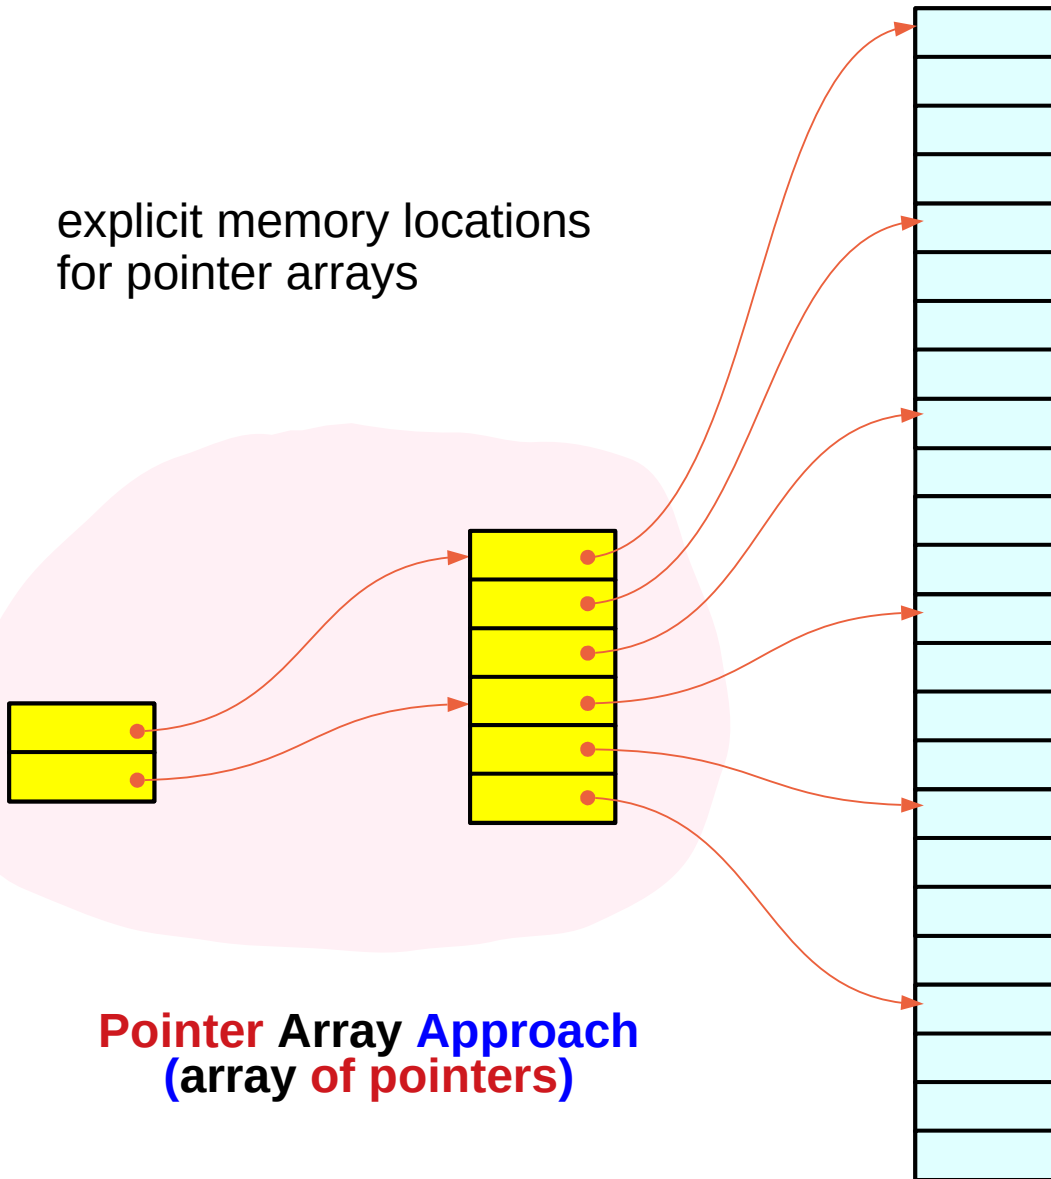 explicit memory locations
for pointer arrays
Pointer Array Approach
(array of pointers)